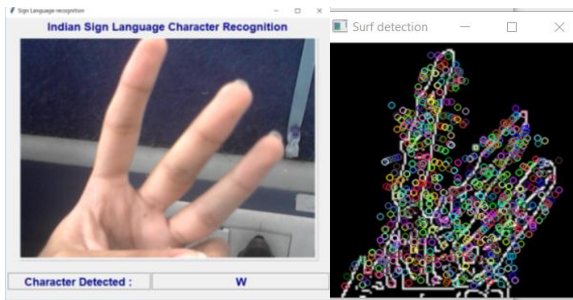 Sign Language recognition
Indian Sign Language Character Recognition
Character Detected :
W
Surf detection